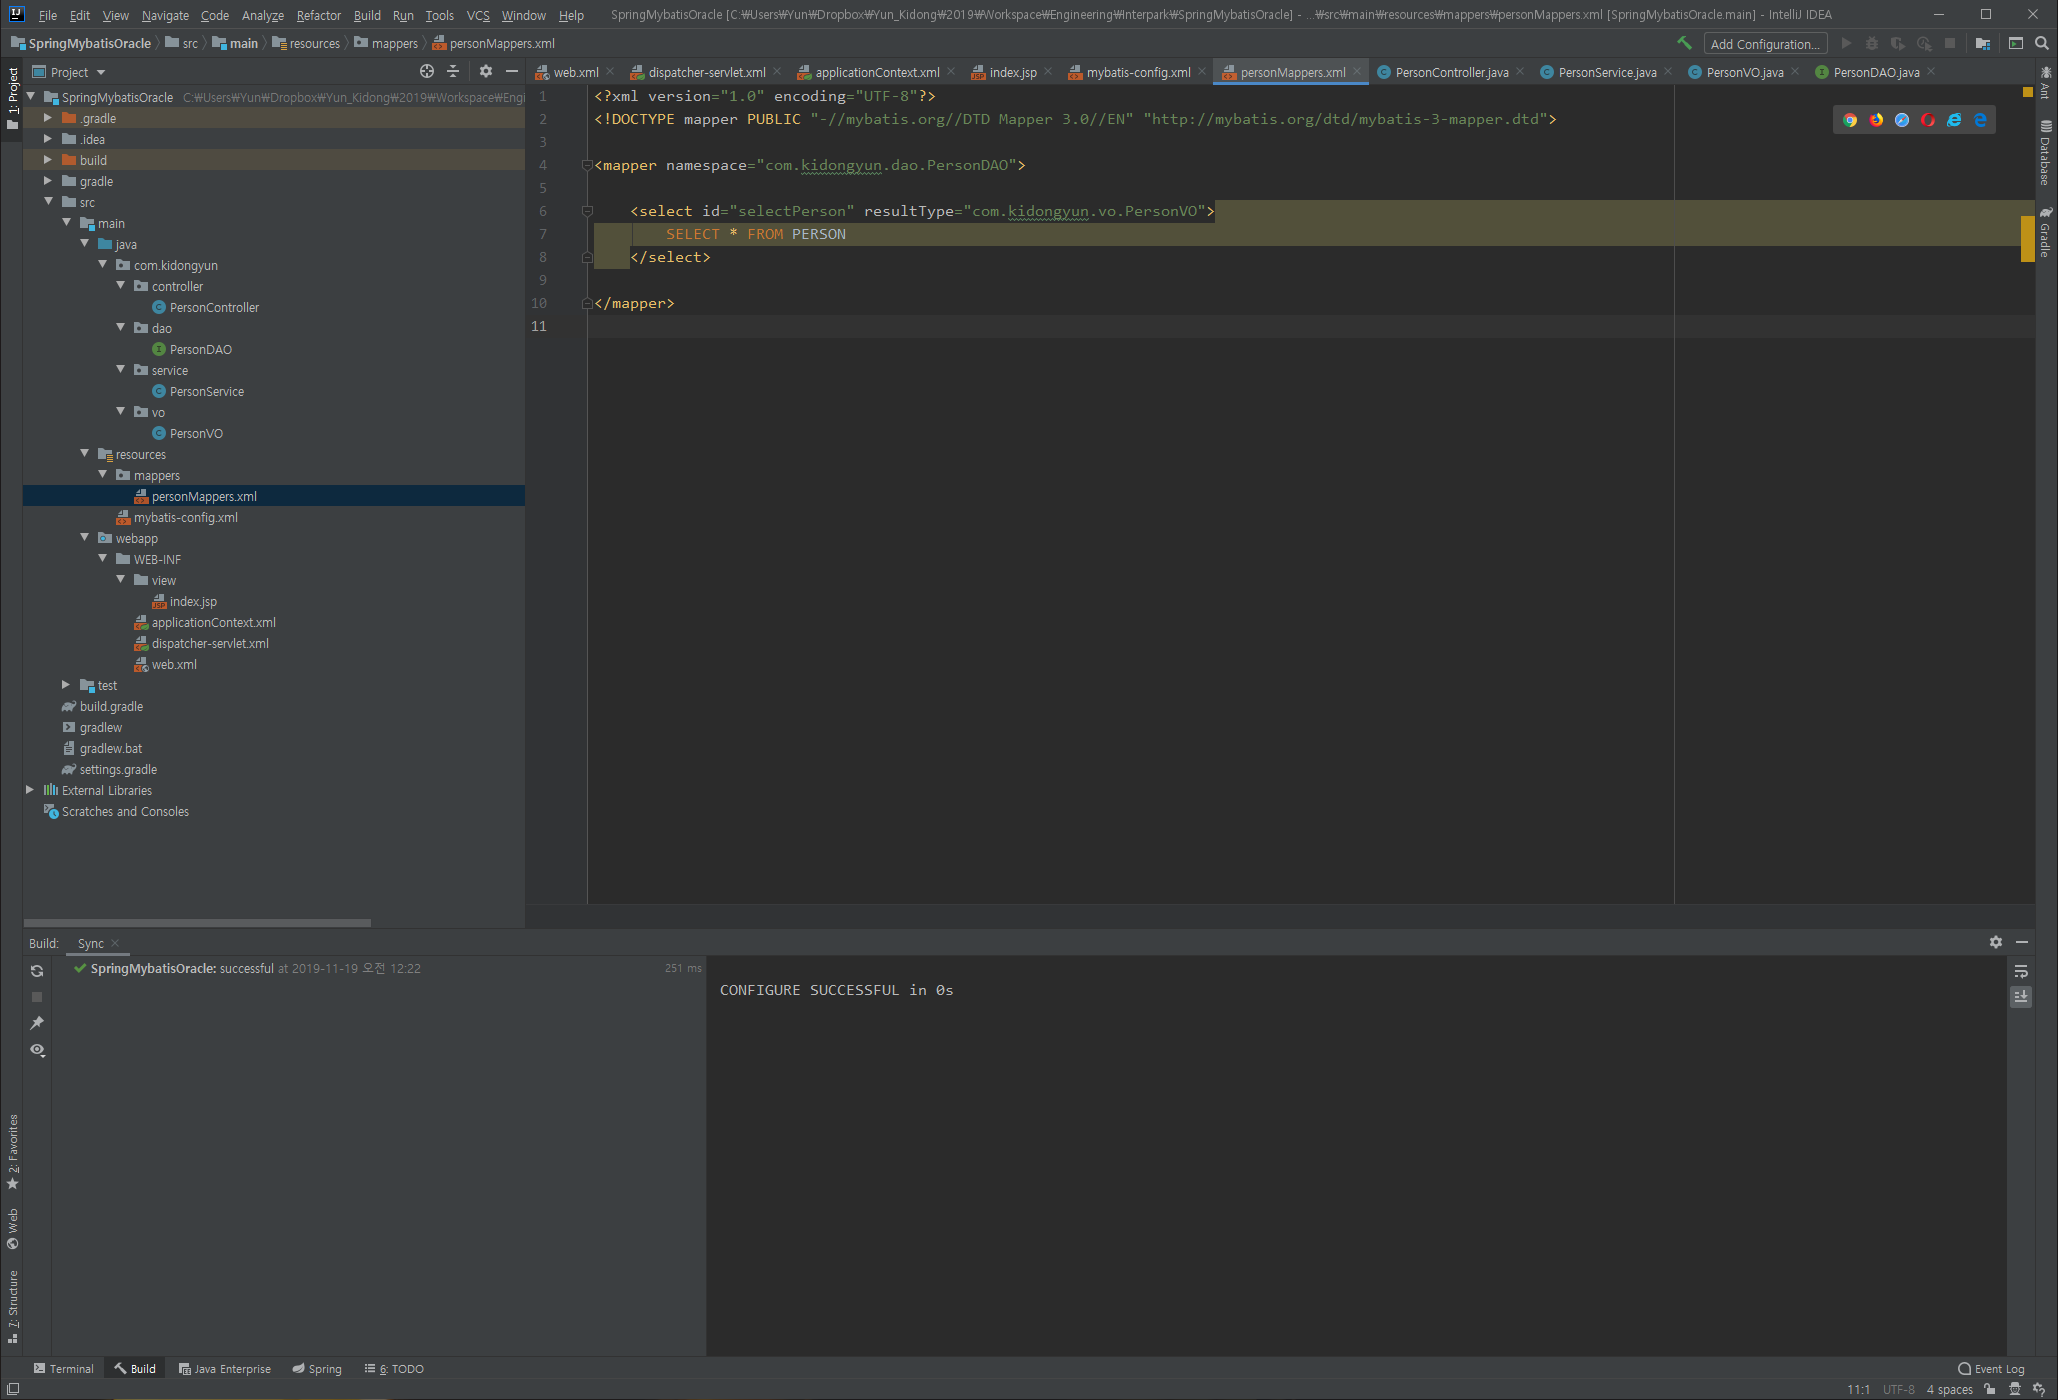 File Edit View Navigate Code Analyze Refactor Build Run Tools VCS Window Help SpringMybatisOracle [C:₩Users₩Yun₩Dropbox₩Yun_Kidong₩2019₩Workspace₩Engineering₩Interpark₩SpringMybatisOracle] - ...₩src₩main₩resources₩mappers₩personMappers.xml [SpringMybatisOracle.main] - IntelliJ IDEA
SpringMybatisOracle src main resources mappers personMappers.xml Add Configuration...
1: Project
Project
web.xml dispatcher-servlet.xml applicationContext.xml index.jsp mybatis-config.xml personMappers.xml PersonController.java PersonService.java PersonVO.java PersonDAO.java
SpringMybatisOracle C:₩Users₩Yun₩Dropbox₩Yun_Kidong₩2019₩Workspace₩Engi
.gradle
.idea
build
gradle
src
main
java
com.kidongyun
controller
PersonController
dao
PersonDAO
service
PersonService
vo
PersonVO
resources
mappers
personMappers.xml
mybatis-config.xml
webapp
WEB-INF
view
index.jsp
applicationContext.xml
dispatcher-servlet.xml
web.xml
test
build.gradle
gradlew
gradlew.bat
settings.gradle
External Libraries
Scratches and Consoles
1 <?xml version="1.0" encoding="UTF-8"?>
2 <!DOCTYPE mapper PUBLIC "-//mybatis.org//DTD Mapper 3.0//EN" "http://mybatis.org/dtd/mybatis-3-mapper.dtd">
3
4 <mapper namespace="com.kidongyun.dao.PersonDAO">
5
6 <select id="selectPerson" resultType="com.kidongyun.vo.PersonVO">
7 SELECT * FROM PERSON
8 </select>
9
10 </mapper>
11
Ant
Database
Gradle
Build: Sync
SpringMybatisOracle: successful at 2019-11-19 오전 12:22 251 ms
CONFIGURE SUCCESSFUL in 0s
2: Favorites
Web
7: Structure
Terminal Build Java Enterprise Spring 6: TODO Event Log
11:1 UTF-8 4 spaces